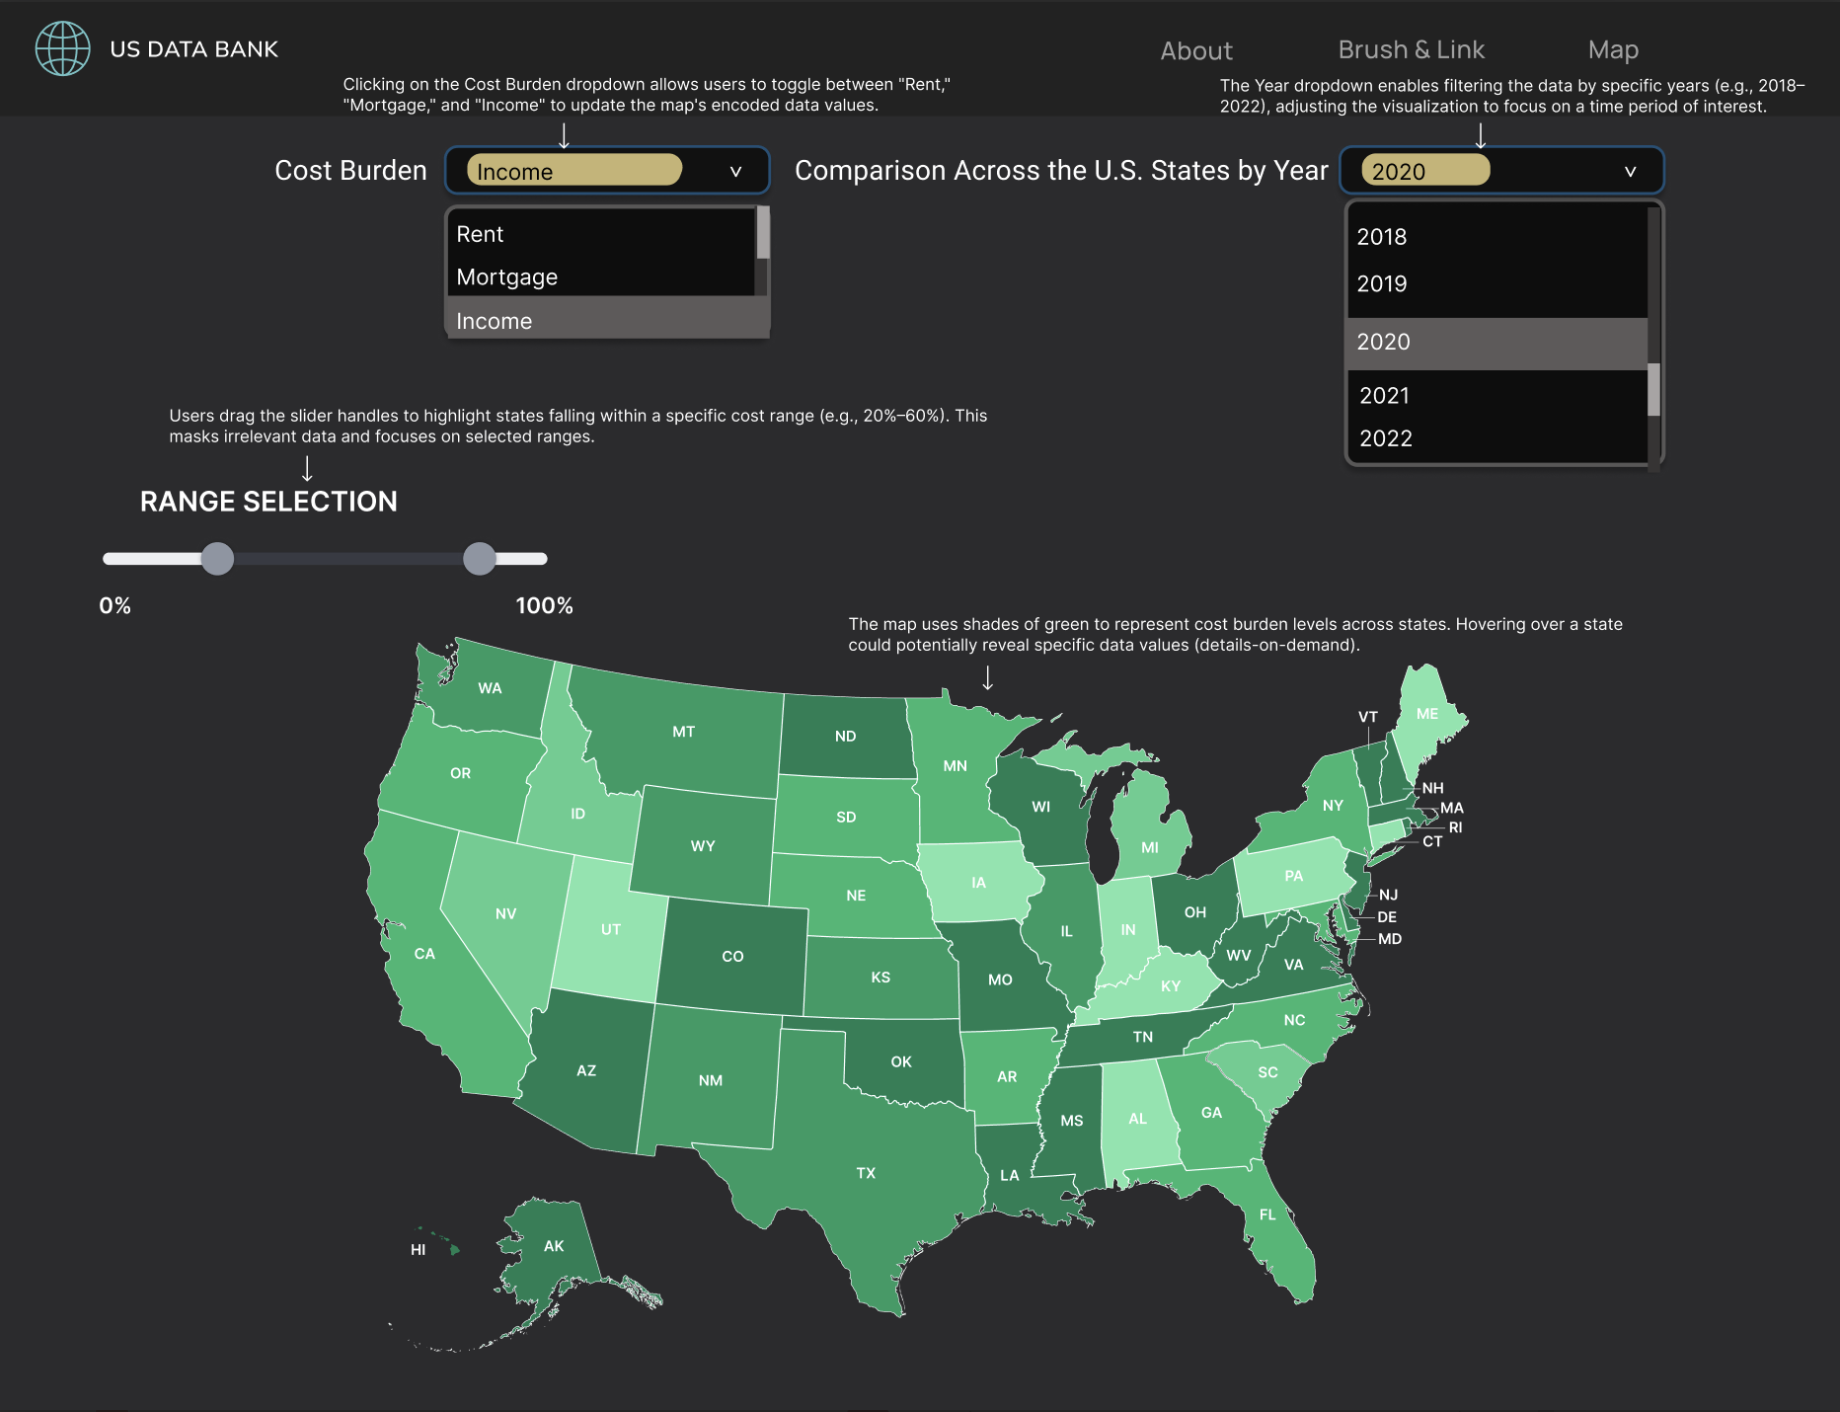 US DATA BANK
About
Brush & Link
Map
Clicking on the Cost Burden dropdown allows users to toggle between "Rent,"
"Mortgage," and "Income" to update the map's encoded data values.
The Year dropdown enables filtering the data by specific years (e.g., 2018–
2022), adjusting the visualization to focus on a time period of interest.
Cost Burden
Income
Comparison Across the U.S. States by Year
2020
Rent
Mortgage
Income
2018
2019
2020
2021
2022
Users drag the slider handles to highlight states falling within a specific cost range (e.g., 20%–60%). This
masks irrelevant data and focuses on selected ranges.
RANGE SELECTION
0%
100%
The map uses shades of green to represent cost burden levels across states. Hovering over a state
could potentially reveal specific data values (details-on-demand).
WA
MT
ND
MN
VT
ME
OR
ID
WY
SD
WI
MI
NY
NH
MA
RI
CT
NV
UT
CO
NE
IA
IL
IN
OH
PA
NJ
DE
MD
CA
KS
MO
KY
WV
VA
AZ
NM
OK
AR
TN
NC
SC
TX
LA
MS
AL
GA
FL
HI
AK